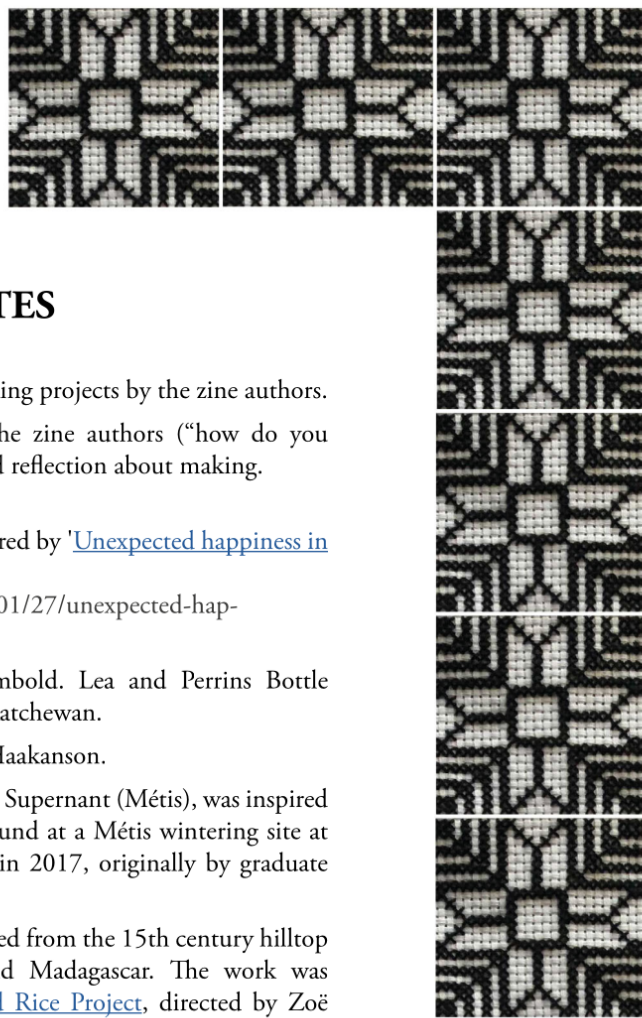 TES
ing projects by the zine authors.
he zine authors (“how do you
l reflection about making.
red by 'Unexpected happiness in
01/27/unexpected-hap-
mbold. Lea and Perrins Bottle
atchewan.
Haakanson.
Supernant (Métis), was inspired
und at a Métis wintering site at
in 2017, originally by graduate
ed from the 15th century hilltop
d Madagascar. The work was
l Rice Project, directed by Zoë